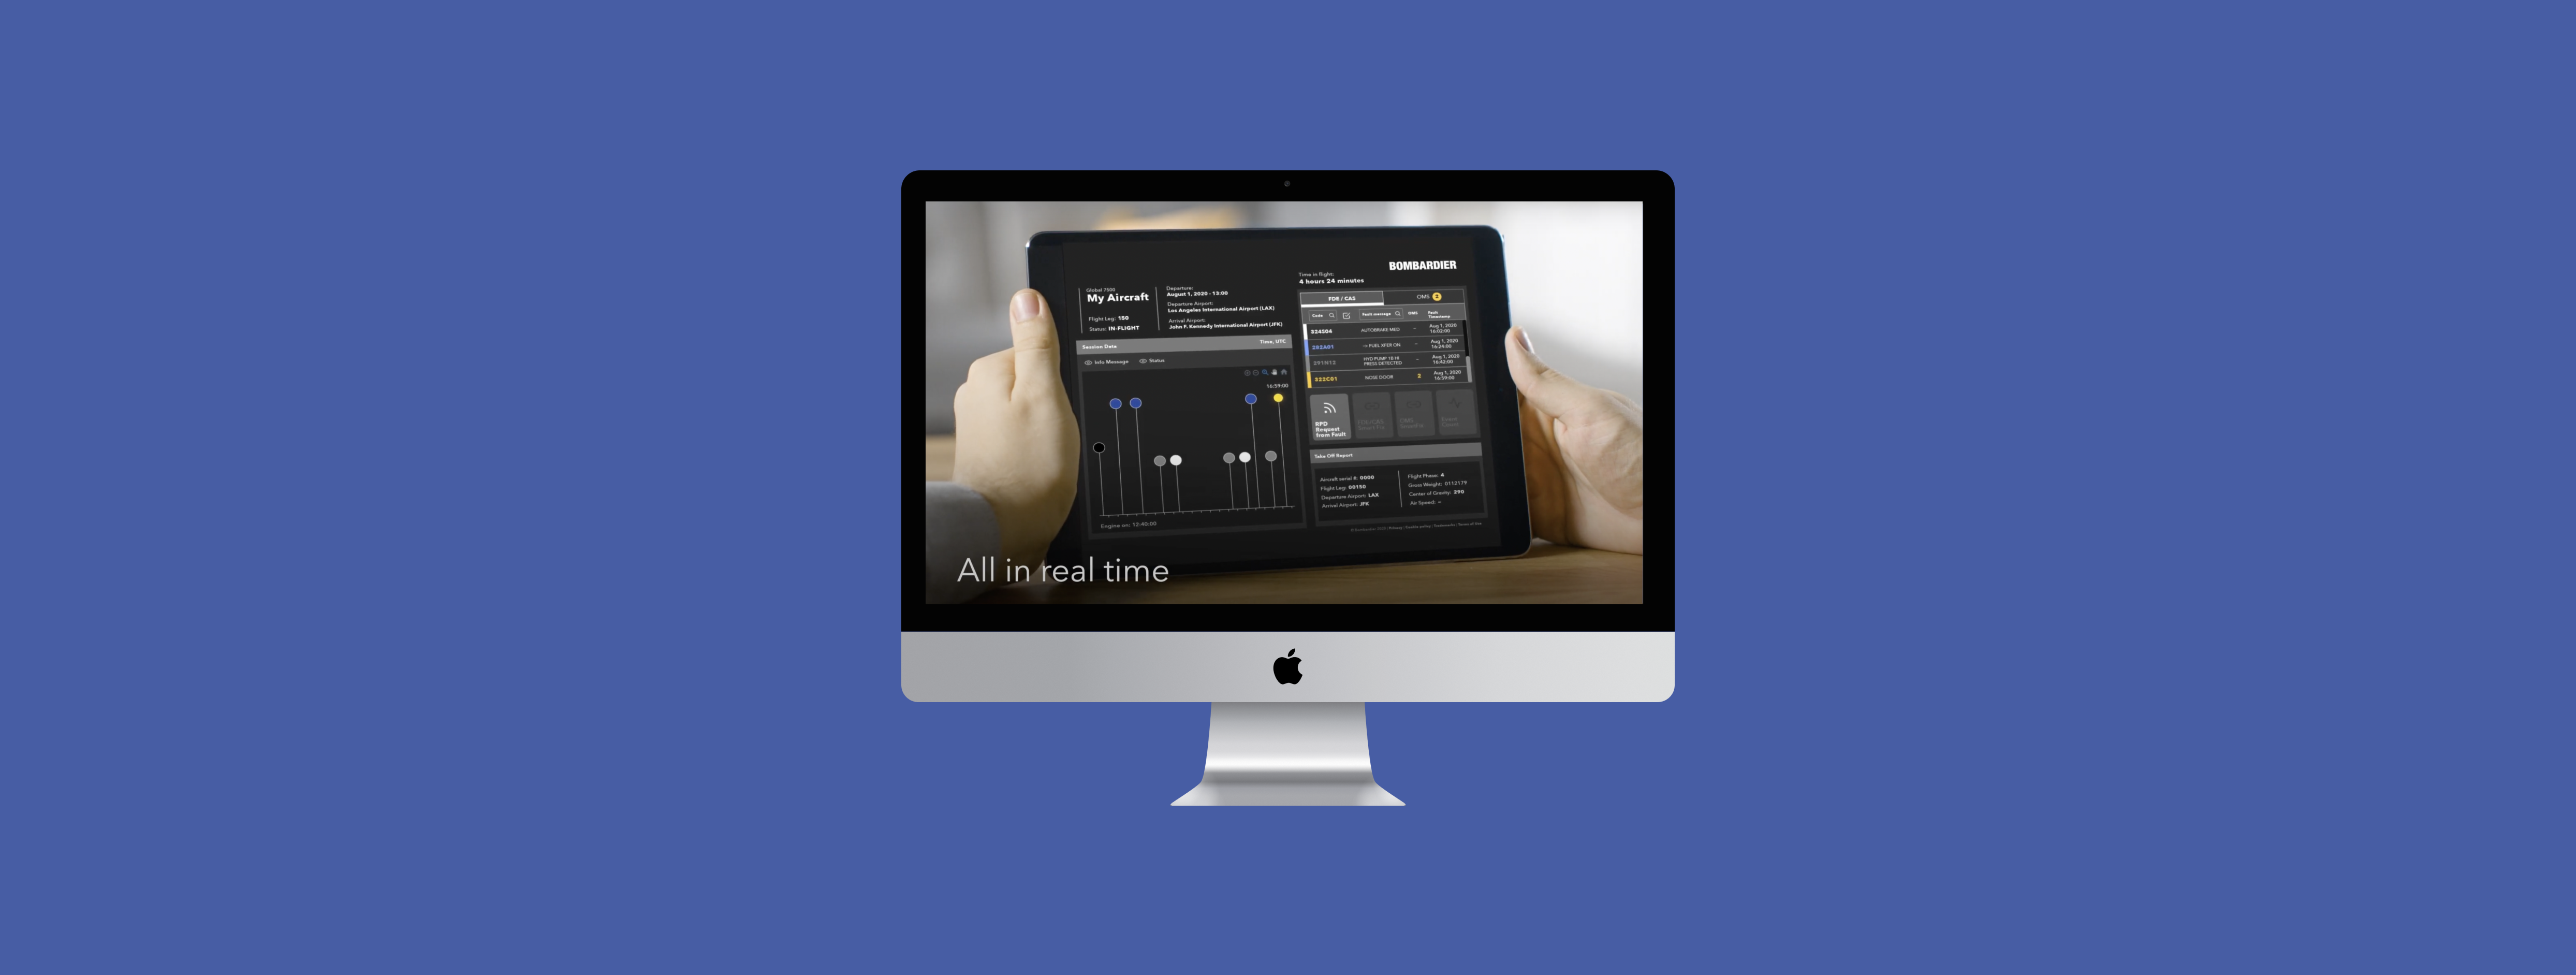 BOMBARDIER
Global 7500
My Aircraft
Flight Leg: 150
Status: IN-FLIGHT
Departure:
August 1, 2020 - 13:00
Departure Airport:
Los Angeles International Airport (LAX)
Arrival Airport:
John F. Kennedy International Airport (JFK)
Time in flight:
4 hours 24 minutes
Session Data Time, UTC
Info Message Status
16:59:00
Engine on: 12:40:00
FDE / CAS OMS 2
Code Fault message OMS Fault Timestamp
324504 AUTOBRAKE MED - Aug 1, 2020 16:02:00
282A01 -> FUEL XFER ON - Aug 1, 2020 16:24:00
291H12 HYD PUMP 1B HI PRESS DETECTED - Aug 1, 2020 16:42:00
522C01 NOSE DOOR 2 Aug 1, 2020 16:59:00
RPD
Request
from Fault
Take Off Report
Aircraft serial #: 0000
Flight Leg: 00150
Departure Airport: LAX
Arrival Airport: JFK
Flight Phase: 4
Gross Weight: 0112179
Center of Gravity: 290
Air Speed: -
All in real time